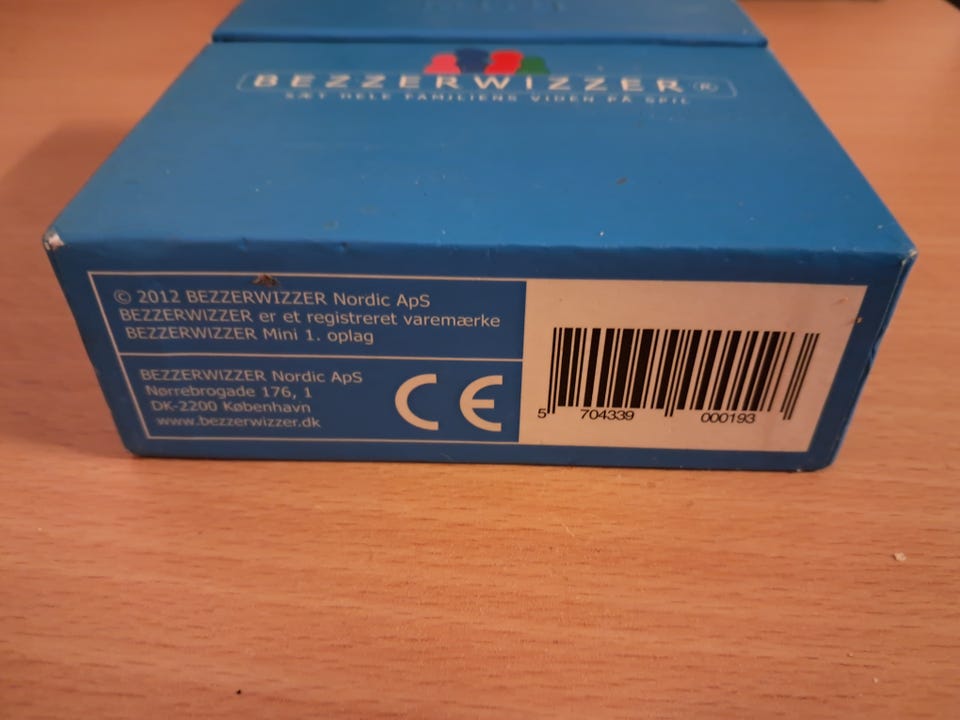 BEZZERWIZZER®
SÆT HELE FAMILIENS VIDEN PÅ SPIL
© 2012 BEZZERWIZZER Nordic ApS
BEZZERWIZZER er et registreret varemærke
BEZZERWIZZER Mini 1. oplag
BEZZERWIZZER Nordic ApS
Nørrebrogade 176, 1
DK-2200 København
www.bezzerwizzer.dk
CE
5 704339 000193